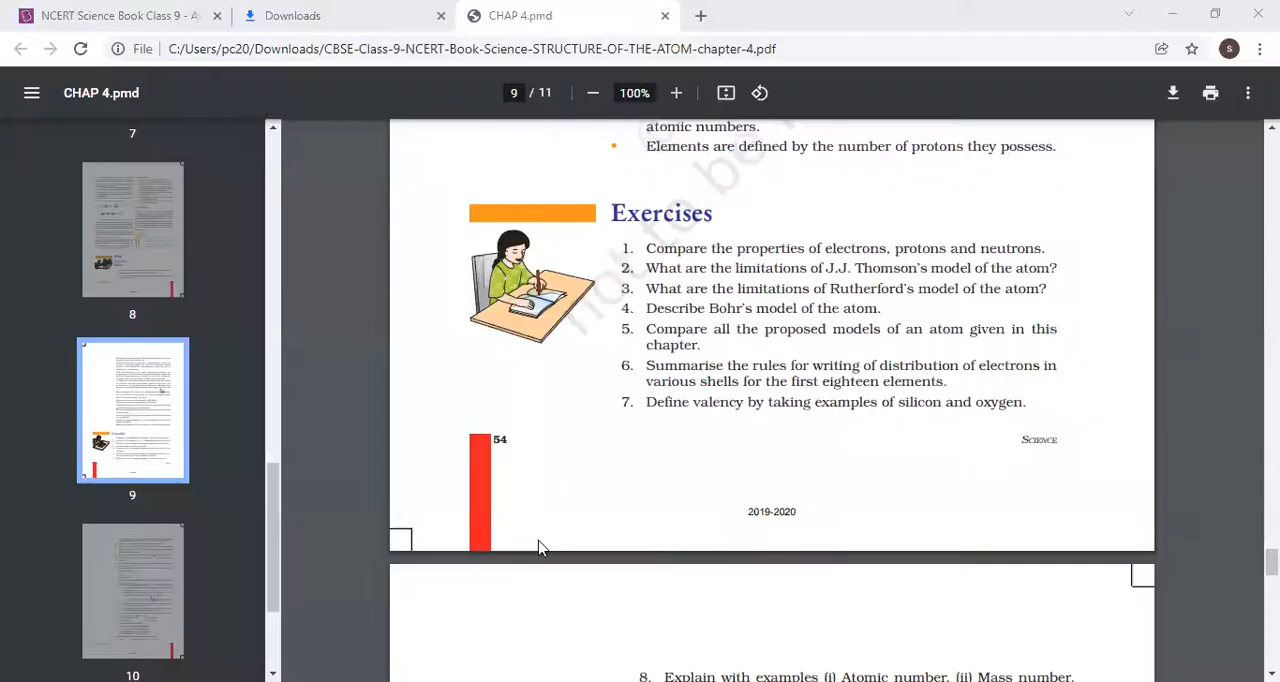 NCERT Science Book Class 9 - A
Downloads
CHAP 4.pmd
File
C:/Users/pc20/Downloads/CBSE-Class-9-NCERT-Book-Science-STRUCTURE-OF-THE-ATOM-chapter-4.pdf
S
CHAP 4.pmd
9 / 11
100%
7
8
9
10
atomic numbers.
• Elements are defined by the number of protons they possess.
not to be
Exercises
1. Compare the properties of electrons, protons and neutrons.
2. What are the limitations of J.J. Thomson's model of the atom?
3. What are the limitations of Rutherford's model of the atom?
4. Describe Bohr's model of the atom.
5. Compare all the proposed models of an atom given in this
chapter.
6. Summarise the rules for writing of distribution of electrons in
various shells for the first eighteen elements.
7. Define valency by taking examples of silicon and oxygen.
54
SCIENCE
2019-2020
8. Explain with examples (i) Atomic number, (ii) Mass number,